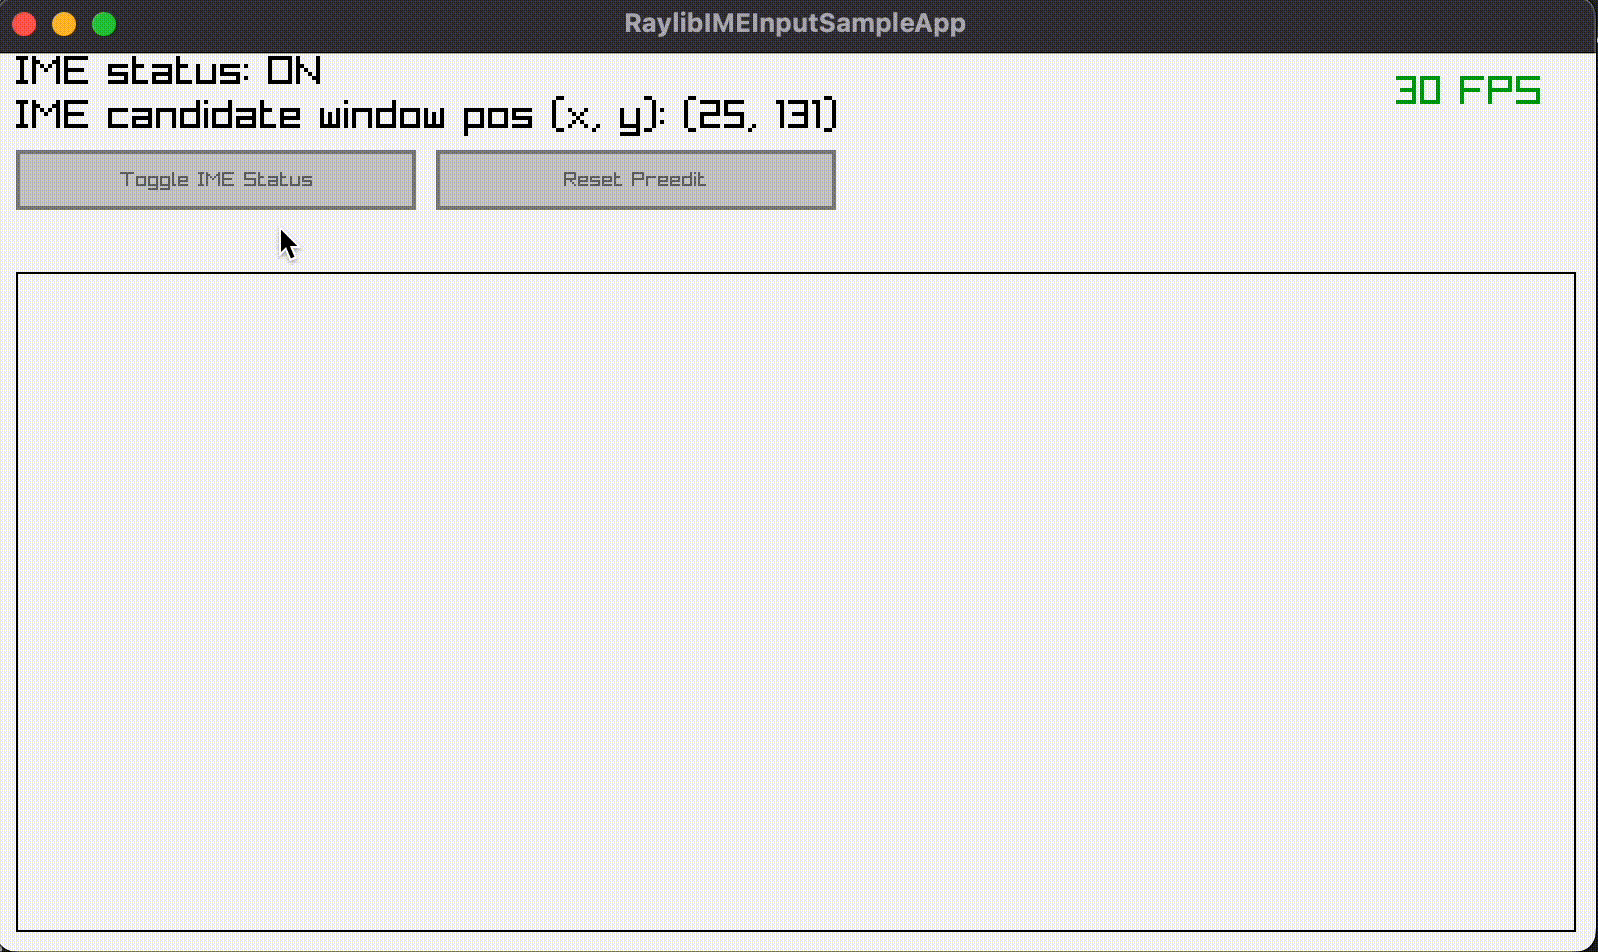 RaylibIMEInputSampleApp
IME status: ON
30 FPS
IME candidate window pos (x, y): (25, 131)
Toggle IME Status
Reset Preedit